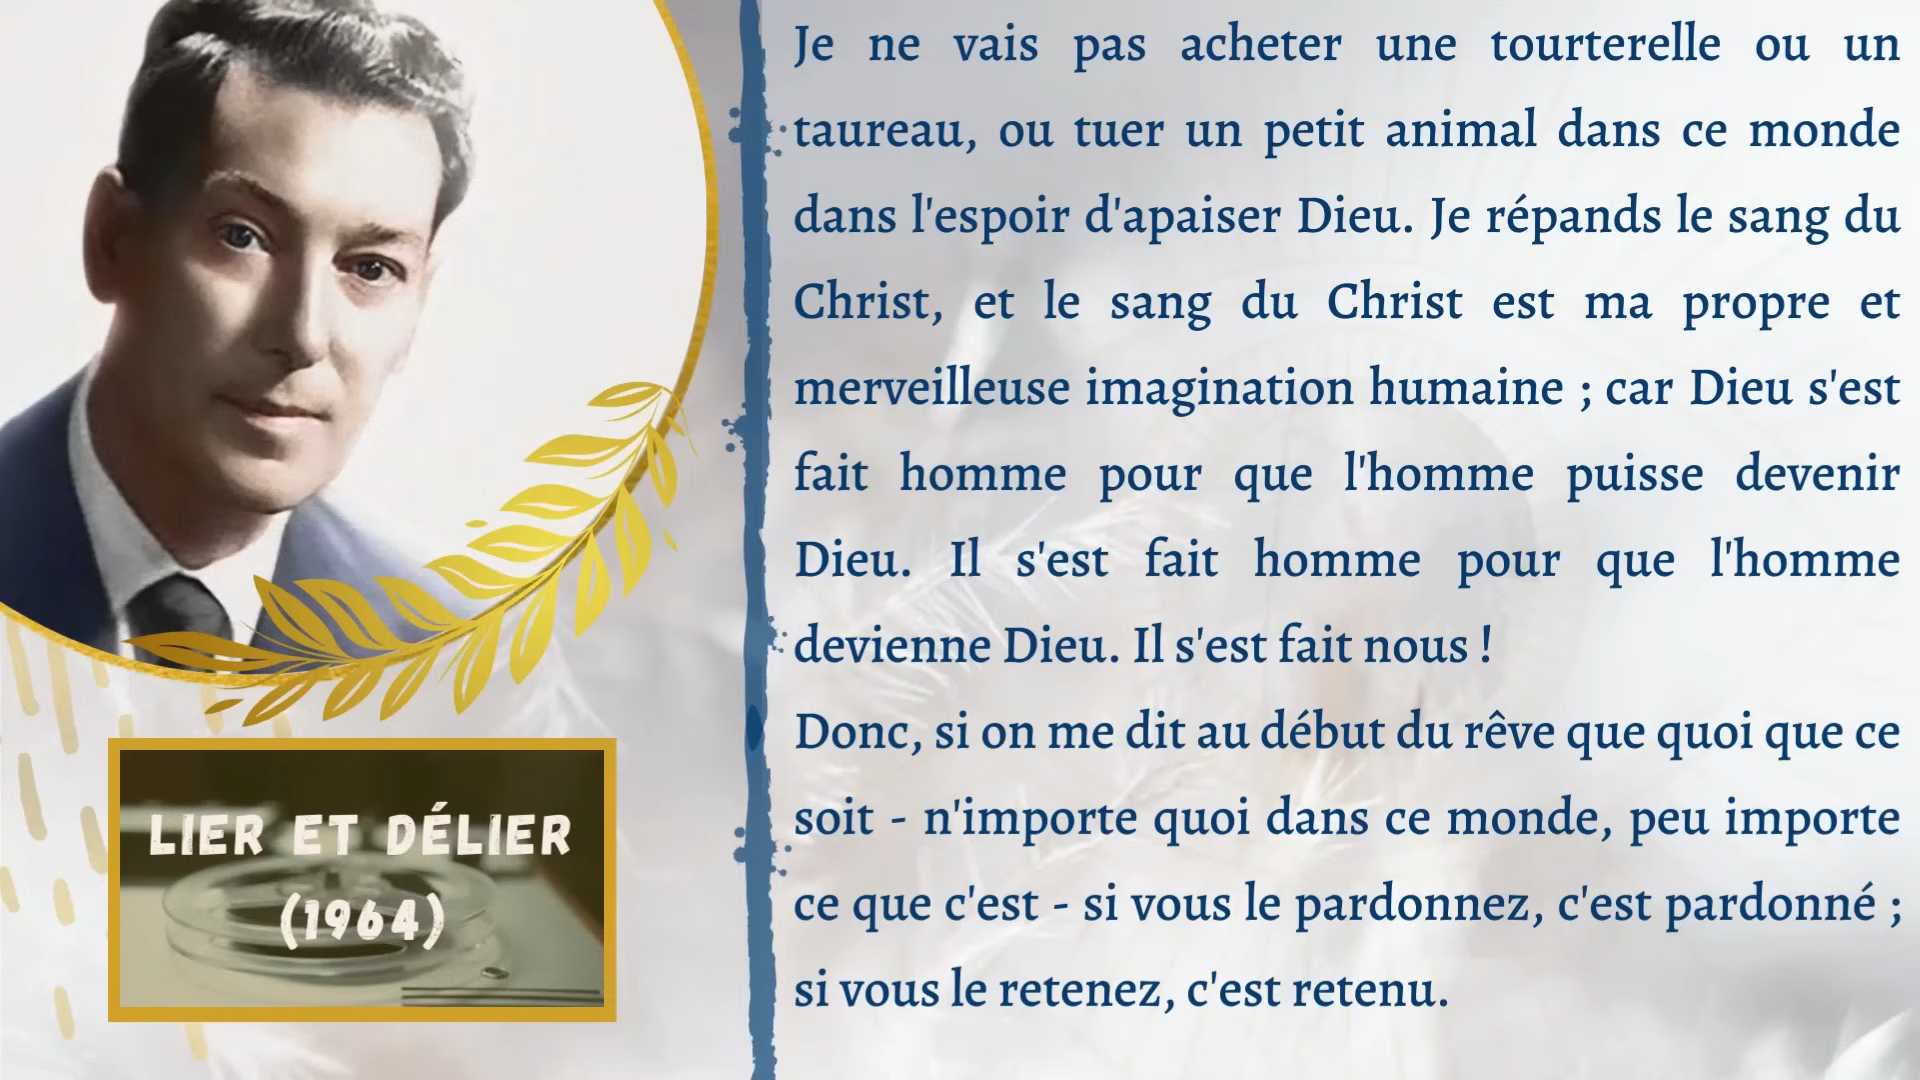 Je ne vais pas acheter une tourterelle ou un
taureau, ou tuer un petit animal dans ce monde
dans l'espoir d'apaiser Dieu. Je répands le sang du
Christ, et le sang du Christ est ma propre et
merveilleuse imagination humaine ; car Dieu s'est
fait homme pour que l'homme puisse devenir
Dieu. Il s'est fait homme pour que l'homme
devienne Dieu. Il s'est fait nous !
Donc, si on me dit au début du rêve que quoi que ce
soit - n'importe quoi dans ce monde, peu importe
ce que c'est - si vous le pardonnez, c'est pardonné ;
si vous le retenez, c'est retenu.
LIER ET DÉLIER
(1964)